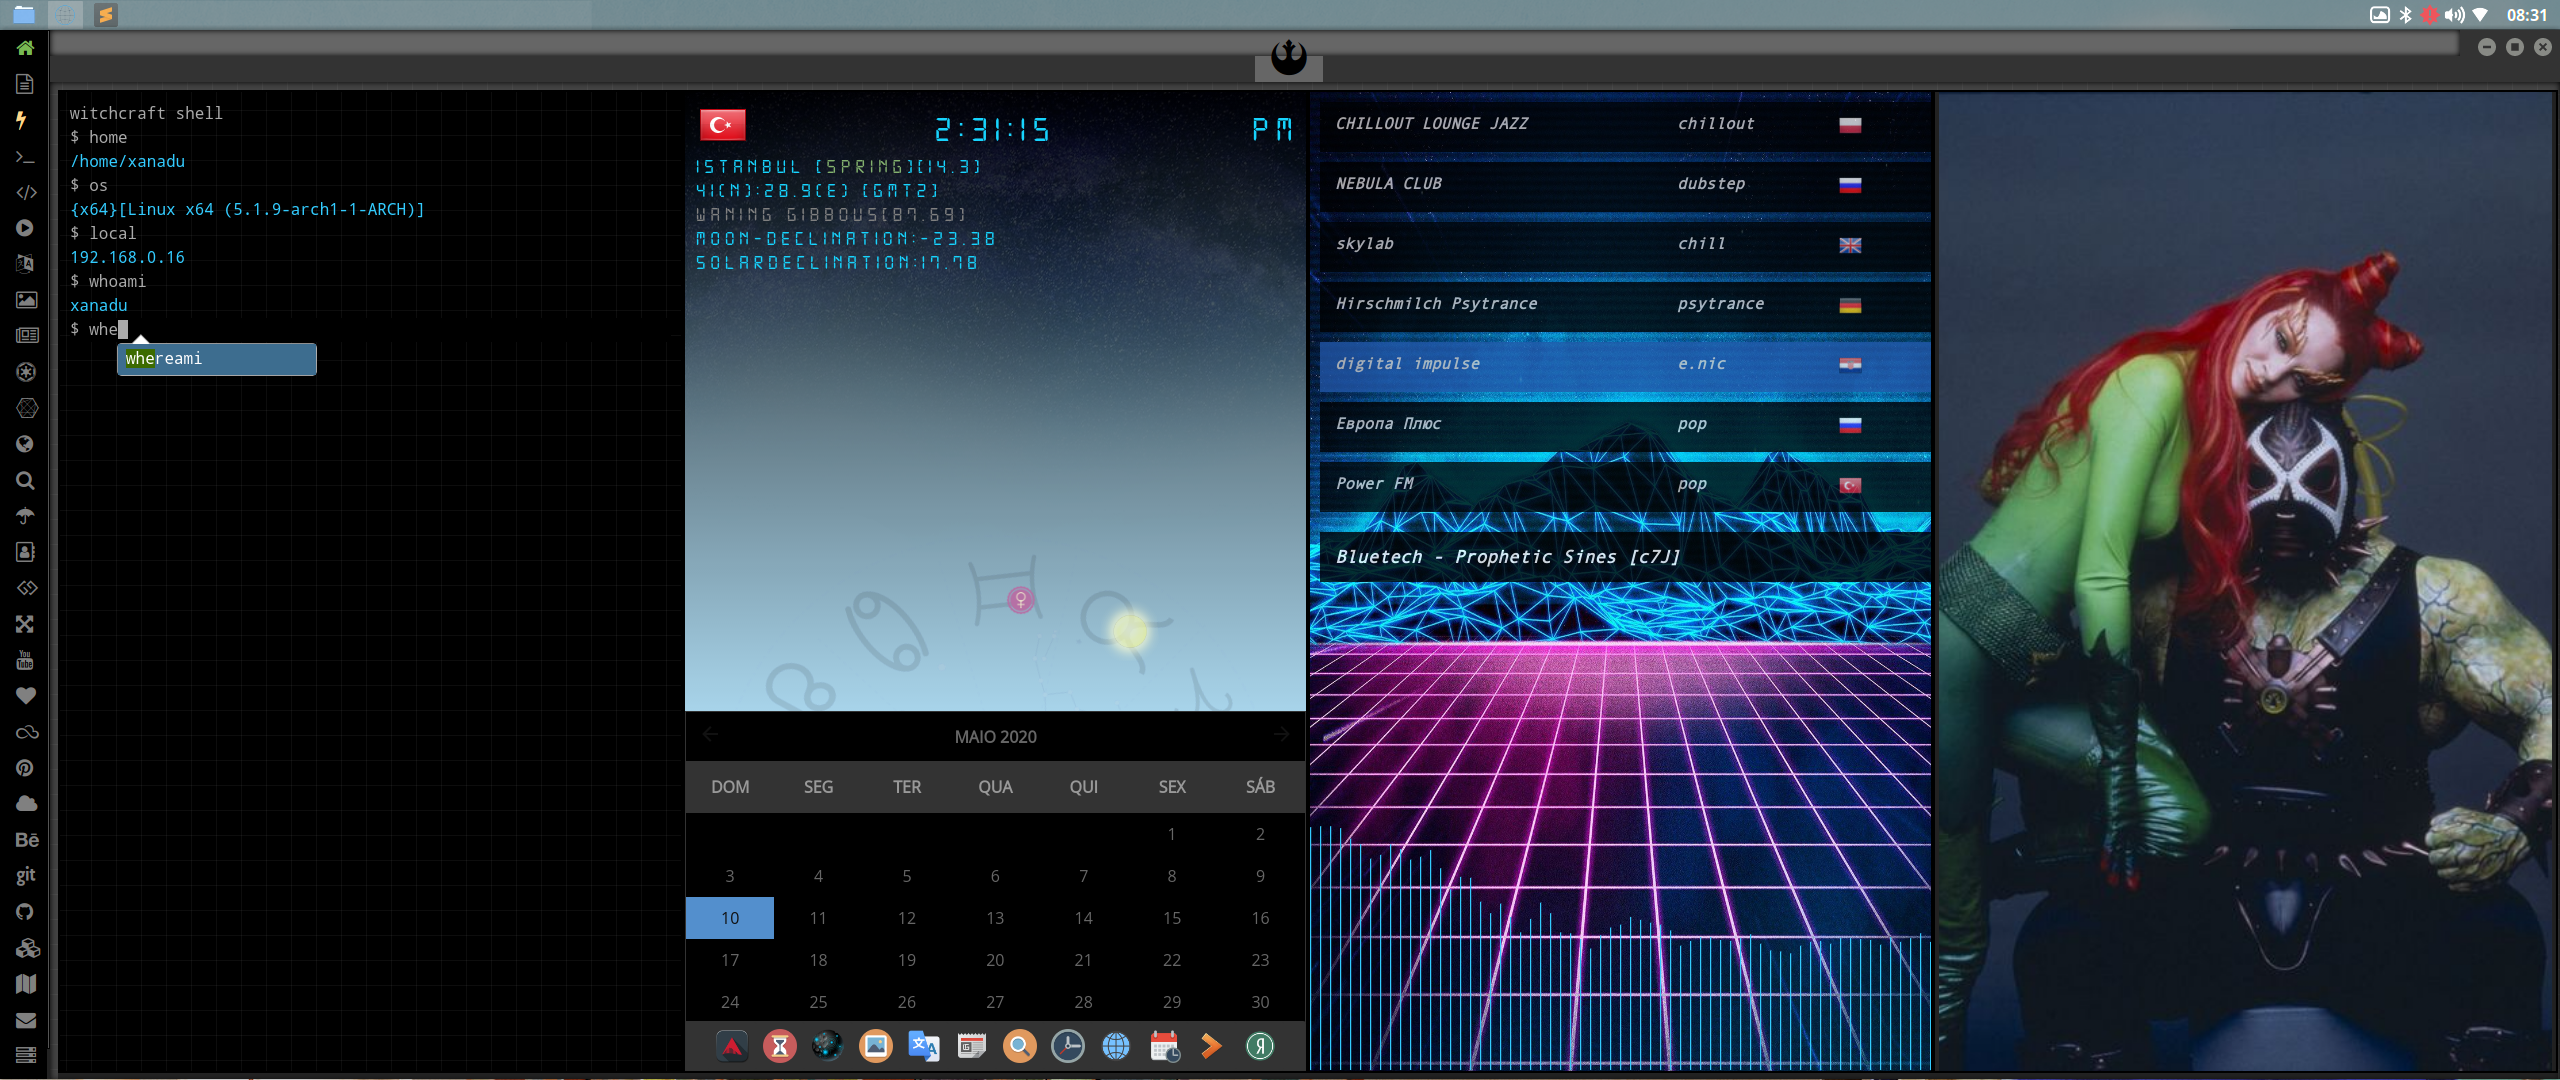 08:31
witchcraft shell
$ home
/home/xanadu
$ os
{x64}[Linux x64 (5.1.9-arch1-1-ARCH)]
$ local
192.168.0.16
$ whoami
xanadu
$ whe
whereami
You
Tube
Bē
git
2:31:15 PM
ISTANBUL [SPRING][14.3]
41[N]:28.9[E] [GMT2]
WANING GIBBOUS[87.69]
MOON-DECLINATION:-23.38
SOLARDECLINATION:17.78
MAIO 2020
DOM SEG TER QUA QUI SEX SÁB
1 2
3 4 5 6 7 8 9
10 11 12 13 14 15 16
17 18 19 20 21 22 23
24 25 26 27 28 29 30
文 A
Я
CHILLOUT LOUNGE JAZZ chillout
NEBULA CLUB dubstep
skylab chill
Hirschmilch Psytrance psytrance
digital impulse e.nic
Европа Плюс pop
Power FM pop
Bluetech - Prophetic Sines [c7J]